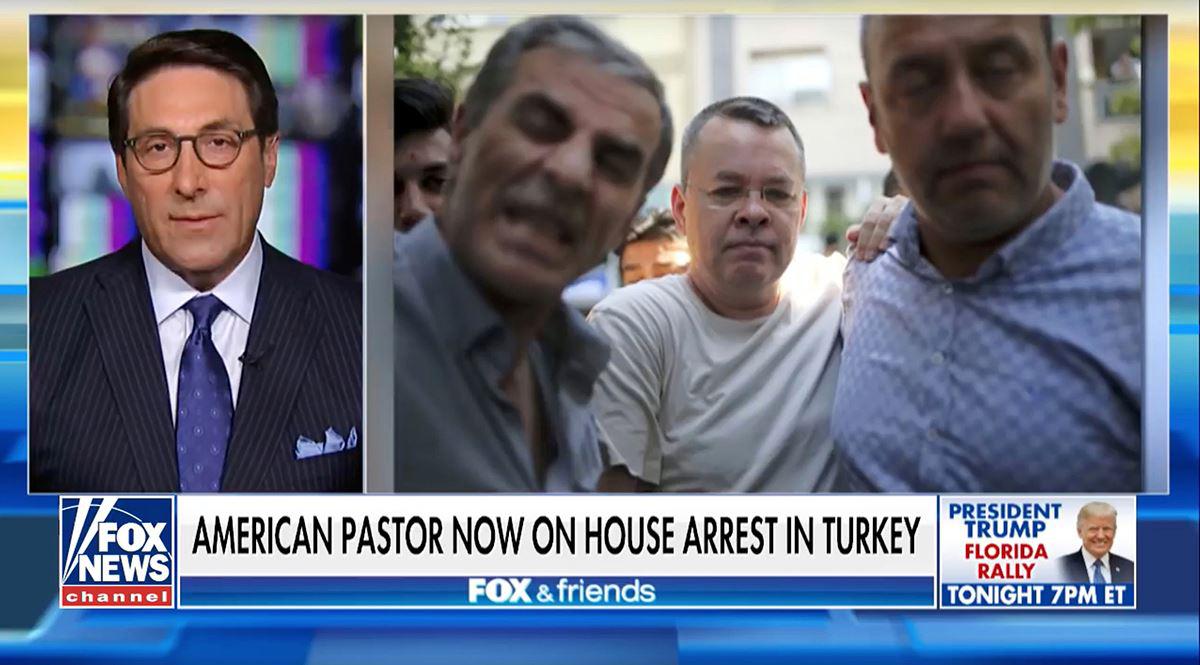 FOX
NEWS
channel
AMERICAN PASTOR NOW ON HOUSE ARREST IN TURKEY
FOX & friends
PRESIDENT
TRUMP
FLORIDA
RALLY
TONIGHT 7PM ET